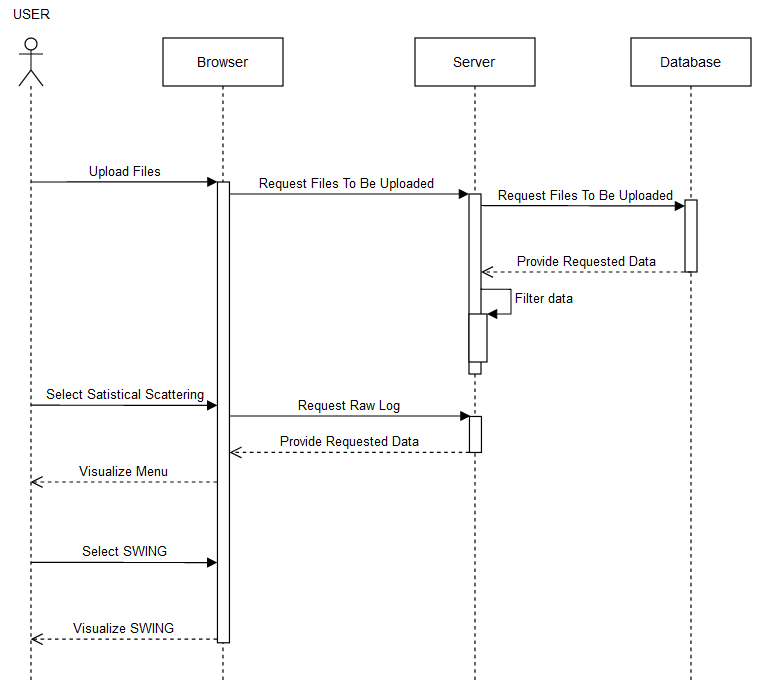 USER
Browser
Server
Database
Upload Files
Request Files To Be Uploaded
Request Files To Be Uploaded
Provide Requested Data
Filter data
Select Satistical Scattering
Request Raw Log
Provide Requested Data
Visualize Menu
Select SWING
Visualize SWING